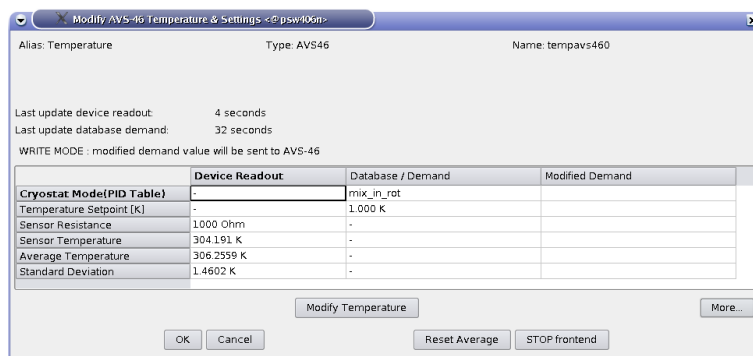 Modify AVS-46 Temperature & Settings <@psw406n>
Alias: Temperature Type: AVS46 Name: tempavs460
Last update device readout: 4 seconds
Last update database demand: 32 seconds
WRITE MODE : modified demand value will be sent to AVS-46
Device Readout Database / Demand Modified Demand
Cryostat Mode(PID Table) - mix_in_rot
Temperature Setpoint [K] - 1.000 K
Sensor Resistance 1000 Ohm -
Sensor Temperature 304.191 K -
Average Temperature 306.2559 K -
Standard Deviation 1.4602 K -
Modify Temperature More...
OK Cancel Reset Average STOP frontend